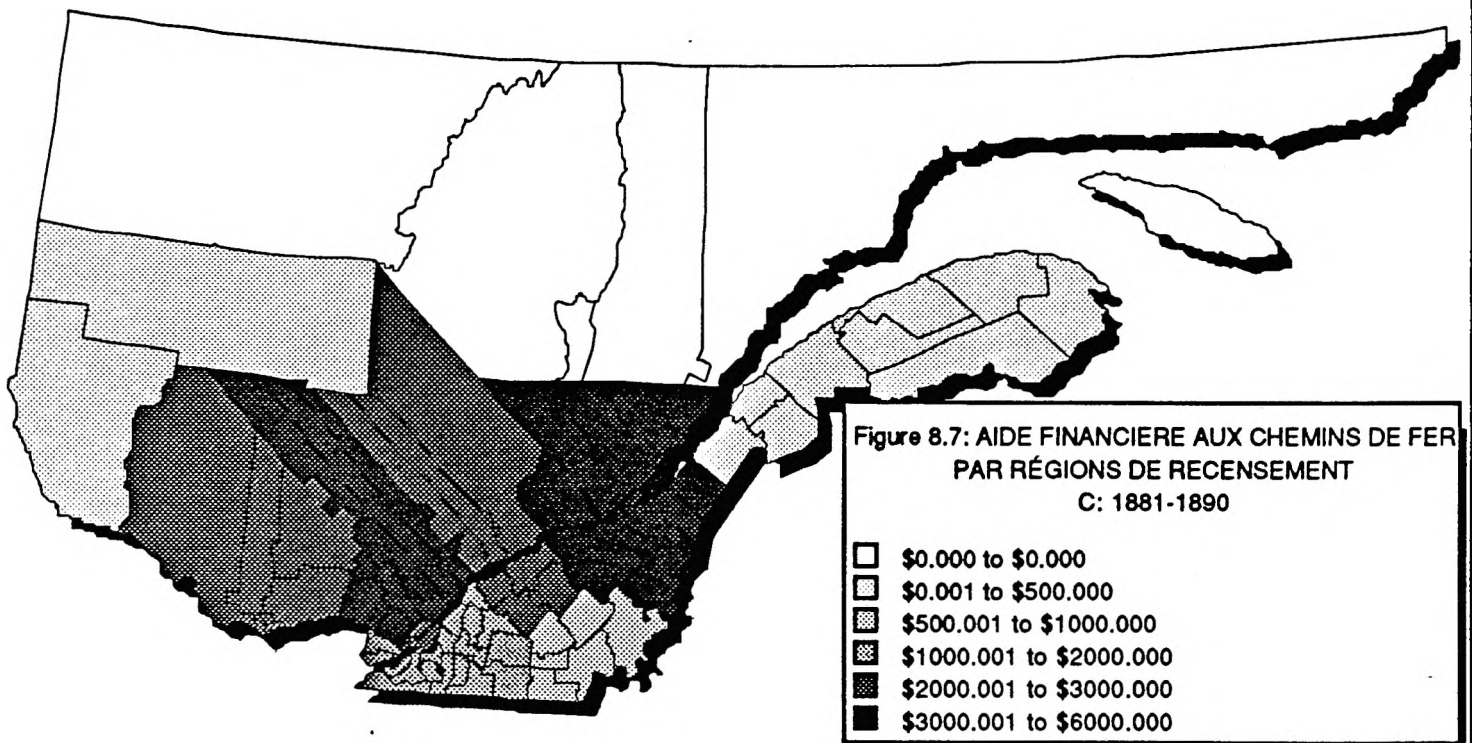 Figure 8.7: AIDE FINANCIERE AUX CHEMINS DE FER
PAR RÉGIONS DE RECENSEMENT
C: 1881-1890
$0.000 to $0.000
$0.001 to $500.000
$500.001 to $1000.000
$1000.001 to $2000.000
$2000.001 to $3000.000
$3000.001 to $6000.000